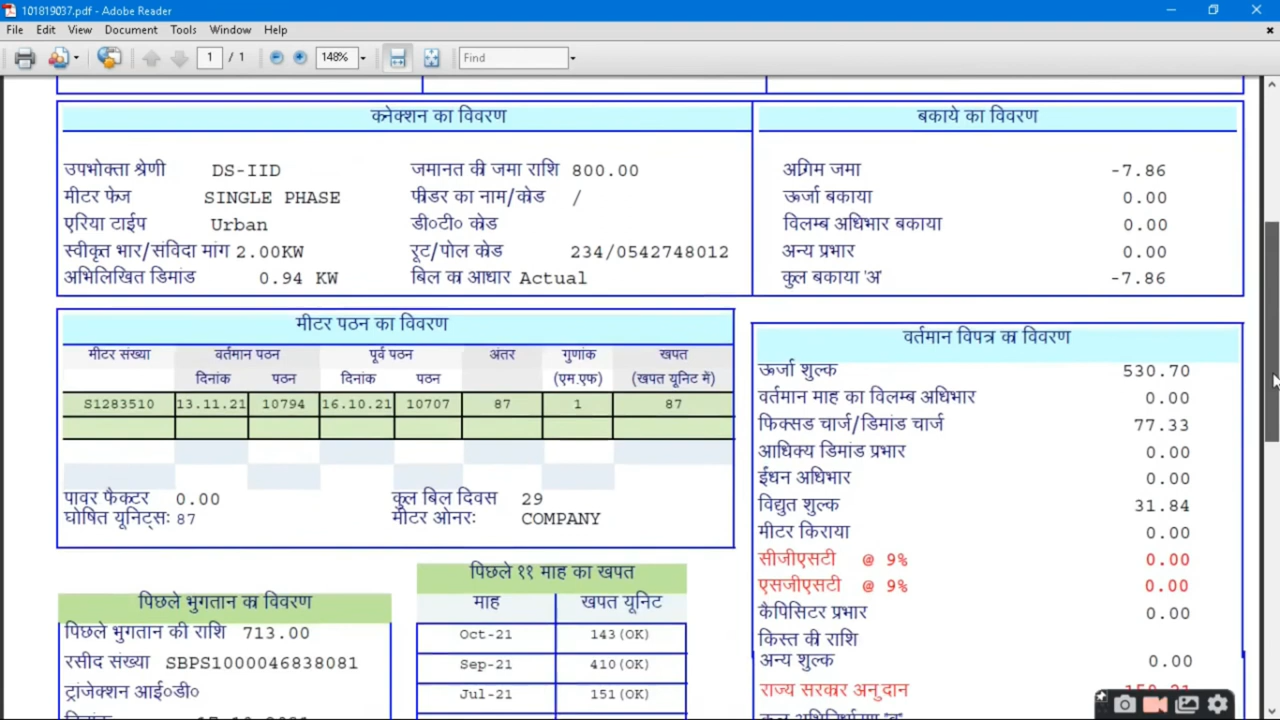 101819037.pdf - Adobe Reader
File Edit View Document Tools Window Help
1 / 1 148% Find
कनेक्शन का विवरण
उपभोक्ता श्रेणी DS-IID जमानत की जमा राशि 800.00
मीटर फेज SINGLE PHASE फीडर का नाम/कोड /
एरिया टाईप Urban डी०टी० कोड
स्वीकृत भार/संविदा मांग 2.00KW रूट/पोल कोड 234/0542748012
अभिलिखित डिमांड 0.94 KW बिल का आधार Actual
बकाये का विवरण
अग्रिम जमा -7.86
ऊर्जा बकाया 0.00
विलम्ब अधिभार बकाया 0.00
अन्य प्रभार 0.00
कुल बकाया 'अ' -7.86
मीटर पठन का विवरण
मीटर संख्या वर्तमान पठन पूर्व पठन अंतर गुणांक खपत
दिनांक पठन दिनांक पठन (एम.एफ) (खपत यूनिट में)
S1283510 13.11.21 10794 16.10.21 10707 87 1 87
पावर फैक्टर 0.00 कुल बिल दिवस 29
घोषित यूनिट्सः 87 मीटर ओनरः COMPANY
वर्तमान विपत्र का विवरण
ऊर्जा शुल्क 530.70
वर्तमान माह का विलम्ब अधिभार 0.00
फिक्सड चार्ज/डिमांड चार्ज 77.33
आधिक्य डिमांड प्रभार 0.00
ईंधन अधिभार 0.00
विद्युत शुल्क 31.84
मीटर किराया 0.00
सीजीएसटी @ 9% 0.00
एसजीएसटी @ 9% 0.00
कैपिसिटर प्रभार 0.00
किस्त की राशि
अन्य शुल्क 0.00
राज्य सरकार अनुदान
पिछले भुगतान का विवरण
पिछले भुगतान की राशि 713.00
रसीद संख्या SBPS1000046838081
ट्रांजेक्शन आई०डी०
पिछले ११ माह का खपत
माह खपत यूनिट
Oct-21 143(OK)
Sep-21 410(OK)
Jul-21 151(OK)